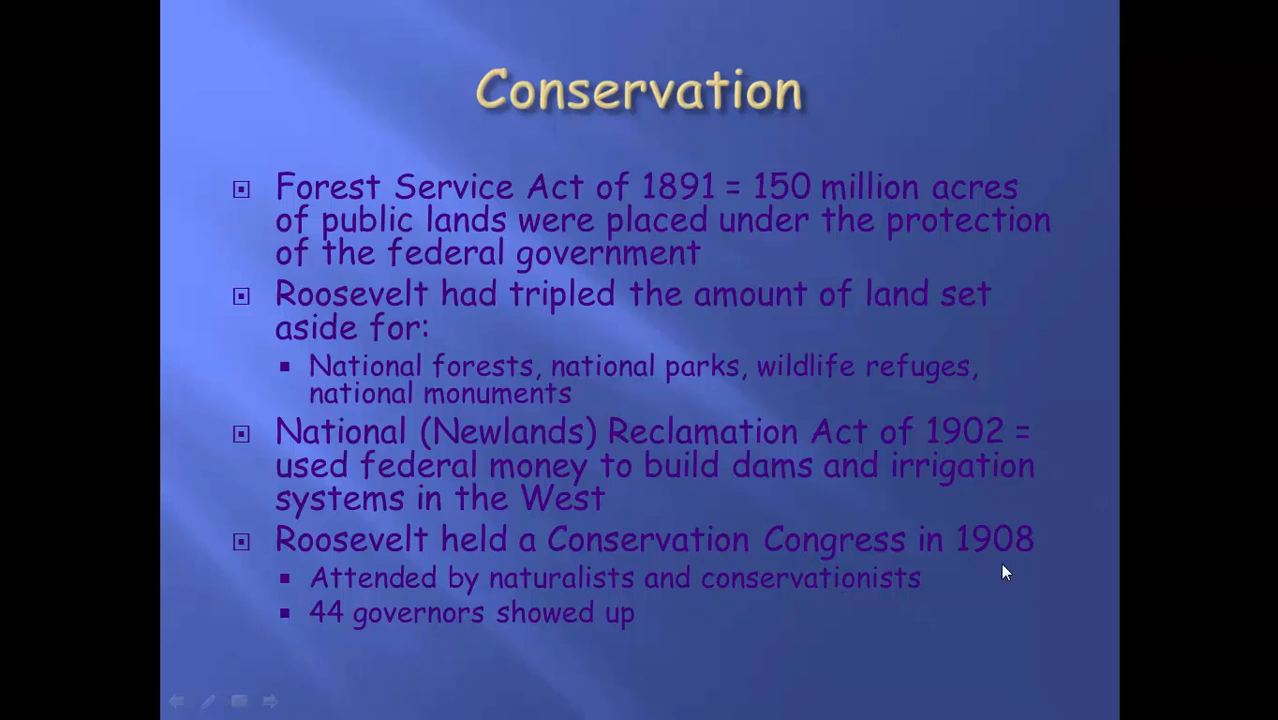 Conservation
Forest Service Act of 1891 = 150 million acres
of public lands were placed under the protection
of the federal government
Roosevelt had tripled the amount of land set
aside for:
National forests, national parks, wildlife refuges,
national monuments
National (Newlands) Reclamation Act of 1902 =
used federal money to build dams and irrigation
systems in the West
Roosevelt held a Conservation Congress in 1908
Attended by naturalists and conservationists
44 governors showed up